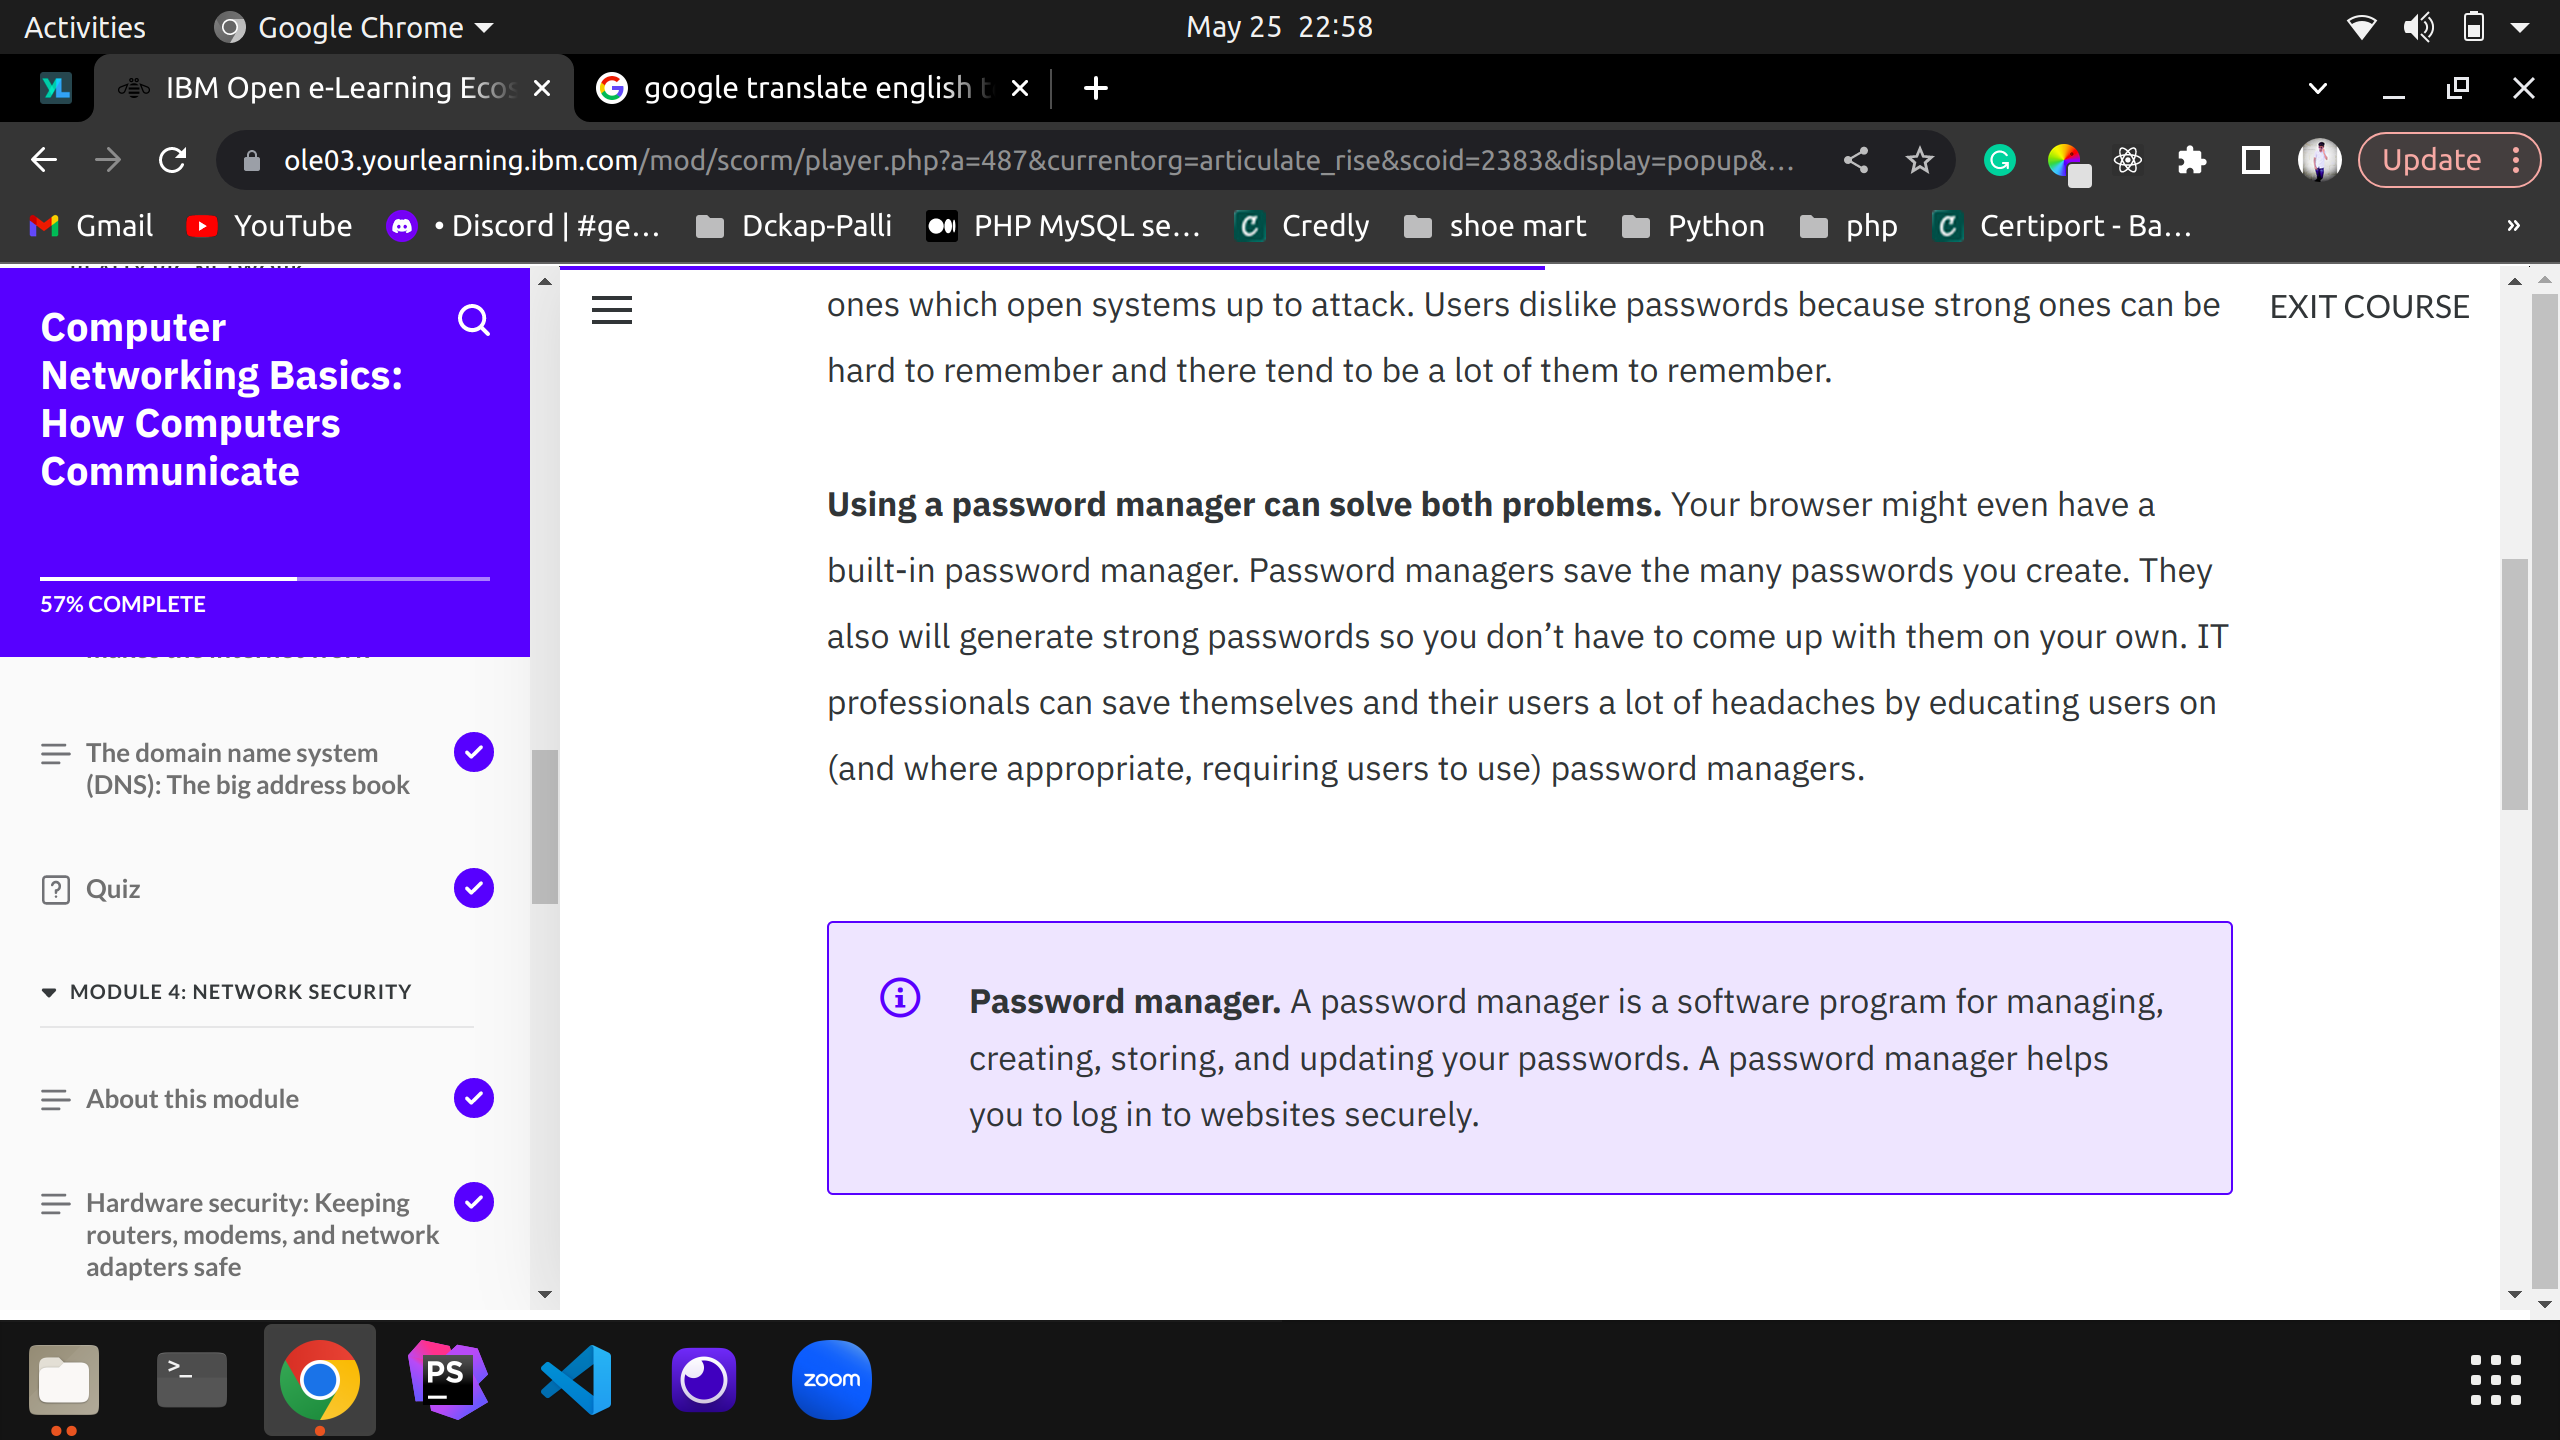 Activities
Google Chrome
May 25 22:58
IBM Open e-Learning Ecos
google translate english t
ole03.yourlearning.ibm.com/mod/scorm/player.php?a=487&currentorg=articulate_rise&scoid=2383&display=popup&...
Update
Gmail
YouTube
• Discord | #ge...
Dckap-Palli
PHP MySQL se...
Credly
shoe mart
Python
php
Certiport - Ba...
»
Computer
Networking Basics:
How Computers
Communicate
57% COMPLETE
The domain name system
(DNS): The big address book
Quiz
MODULE 4: NETWORK SECURITY
About this module
Hardware security: Keeping
routers, modems, and network
adapters safe
EXIT COURSE
ones which open systems up to attack. Users dislike passwords because strong ones can be
hard to remember and there tend to be a lot of them to remember.
Using a password manager can solve both problems. Your browser might even have a
built-in password manager. Password managers save the many passwords you create. They
also will generate strong passwords so you don’t have to come up with them on your own. IT
professionals can save themselves and their users a lot of headaches by educating users on
(and where appropriate, requiring users to use) password managers.
Password manager. A password manager is a software program for managing,
creating, storing, and updating your passwords. A password manager helps
you to log in to websites securely.
PS
zoom